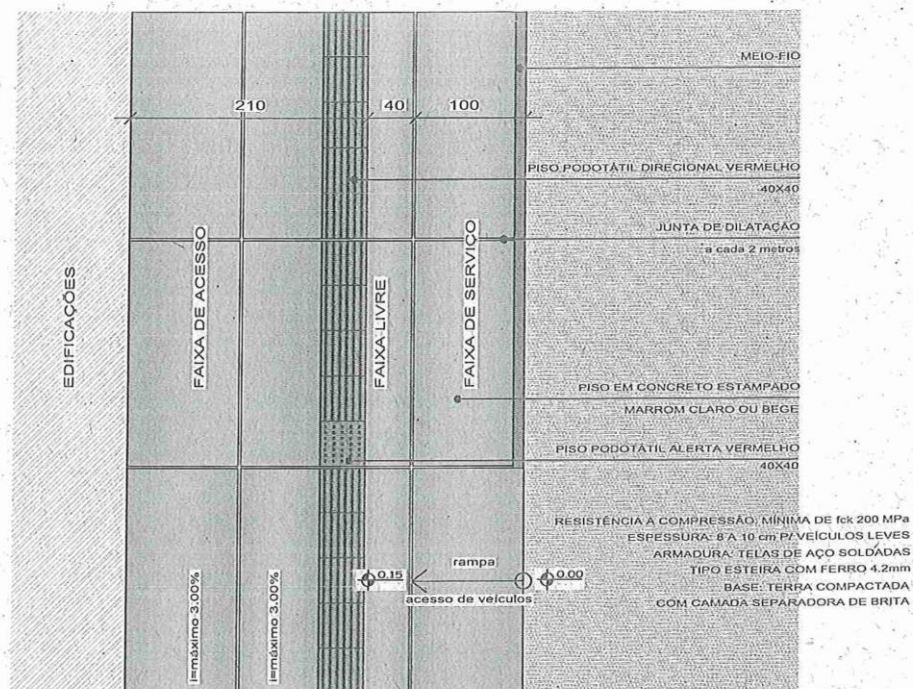 MEIO-FIO
210
40
100
PISO PODOTÁTIL DIRECIONAL VERMELHO
40X40
JUNTA DE DILATAÇÃO
a cada 2 metros
EDIFICAÇÕES
FAIXA DE ACESSO
FAIXA LIVRE
FAIXA DE SERVIÇO
PISO EM CONCRETO ESTAMPADO
MARROM CLARO OU BEGE
PISO PODOTÁTIL ALERTA VERMELHO
40X40
RESISTÊNCIA A COMPRESSÃO: MÍNIMA DE fck 200 MPa
ESPESSURA: 8 A 10 cm P/ VEÍCULOS LEVES
ARMADURA: TELAS DE AÇO SOLDADAS
TIPO ESTEIRA COM FERRO 4.2mm
BASE: TERRA COMPACTADA
COM CAMADA SEPARADORA DE BRITA
rampa
0.15
0.00
acesso de veículos
i=máximo 3.00%
i=máximo 3.00%